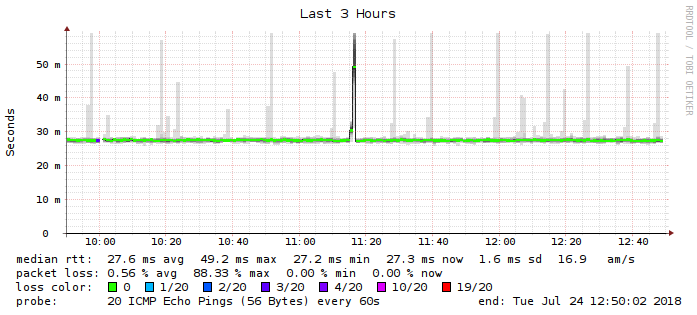 Last 3 Hours
RRDTOOL / TOBI OETIKER
Seconds
50 m
40 m
30 m
20 m
10 m
0
10:00 10:20 10:40 11:00 11:20 11:40 12:00 12:20 12:40
median rtt: 27.6 ms avg 49.2 ms max 27.2 ms min 27.3 ms now 1.6 ms sd 16.9 am/s
packet loss: 0.56 % avg 88.33 % max 0.00 % min 0.00 % now
loss color: 0 1/20 2/20 3/20 4/20 10/20 19/20
probe: 20 ICMP Echo Pings (56 Bytes) every 60s end: Tue Jul 24 12:50:02 2018